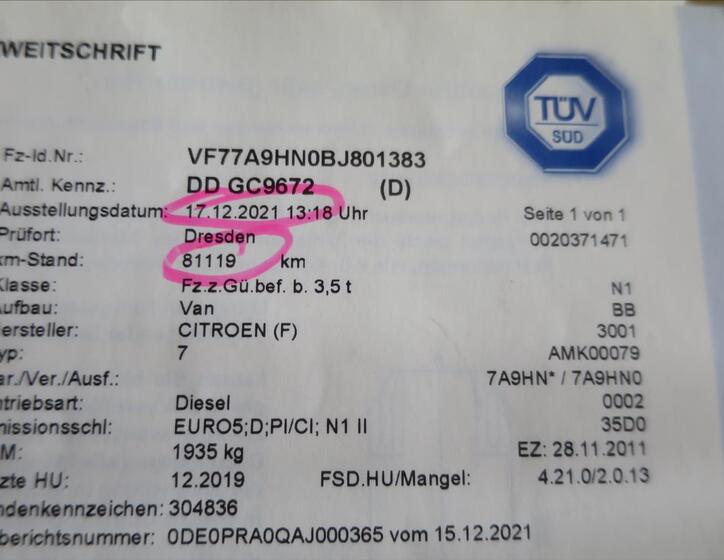 WEITSCHRIFT
TÜV
SÜD
Fz-Id.Nr.: VF77A9HN0BJ801383
Amtl. Kennz.: DD GC9672 (D)
Ausstellungsdatum: 17.12.2021 13:18 Uhr Seite 1 von 1
Prüfort: Dresden 0020371471
km-Stand: 81119 km
Klasse: Fz.z.Gü.bef. b. 3,5 t N1
Aufbau: Van BB
ersteller: CITROEN (F) 3001
yp: 7 AMK00079
ar./Ver./Ausf.: 7A9HN* / 7A9HN0
ntriebsart: Diesel 0002
missionsschl: EURO5;D;PI/CI; N1 II 35D0
M: 1935 kg EZ: 28.11.2011
zte HU: 12.2019 FSD.HU/Mangel: 4.21.0/2.0.13
ndenkennzeichen: 304836
berichtsnummer: 0DE0PRA0QAJ000365 vom 15.12.2021